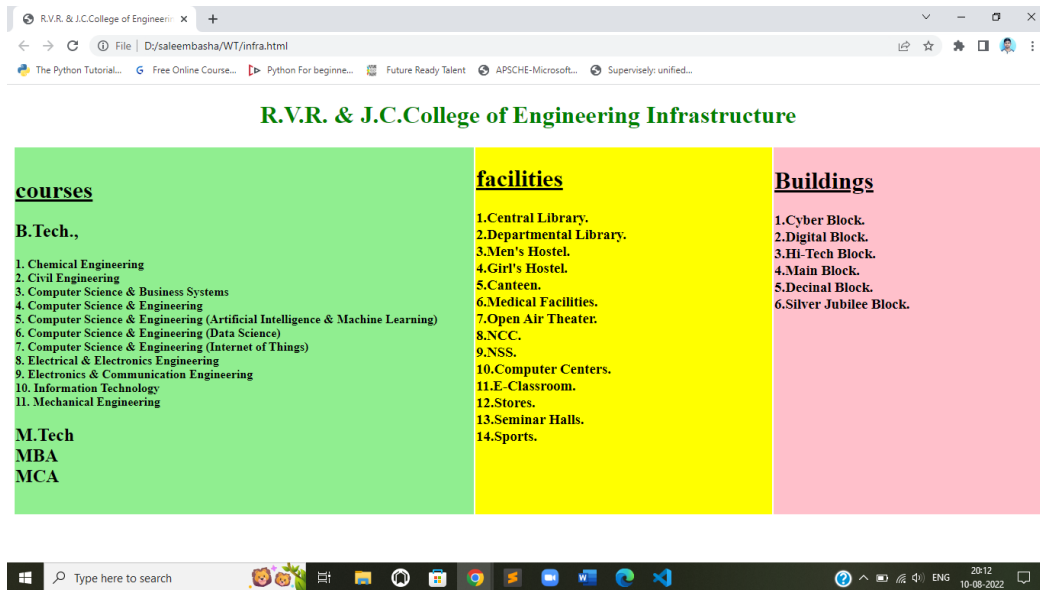 R.V.R. & J.C.College of Engineerin
File D:/saleembasha/WT/infra.html
The Python Tutorial... Free Online Course... Python For beginne... Future Ready Talent APSCHE-Microsoft... Supervisely: unified...
R.V.R. & J.C.College of Engineering Infrastructure
courses
B.Tech.,
1. Chemical Engineering
2. Civil Engineering
3. Computer Science & Business Systems
4. Computer Science & Engineering
5. Computer Science & Engineering (Artificial Intelligence & Machine Learning)
6. Computer Science & Engineering (Data Science)
7. Computer Science & Engineering (Internet of Things)
8. Electrical & Electronics Engineering
9. Electronics & Communication Engineering
10. Information Technology
11. Mechanical Engineering
M.Tech
MBA
MCA
facilities
1.Central Library.
2.Departmental Library.
3.Men's Hostel.
4.Girl's Hostel.
5.Canteen.
6.Medical Facilities.
7.Open Air Theater.
8.NCC.
9.NSS.
10.Computer Centers.
11.E-Classroom.
12.Stores.
13.Seminar Halls.
14.Sports.
Buildings
1.Cyber Block.
2.Digital Block.
3.Hi-Tech Block.
4.Main Block.
5.Decinal Block.
6.Silver Jubilee Block.
Type here to search
ENG
20:12
10-08-2022